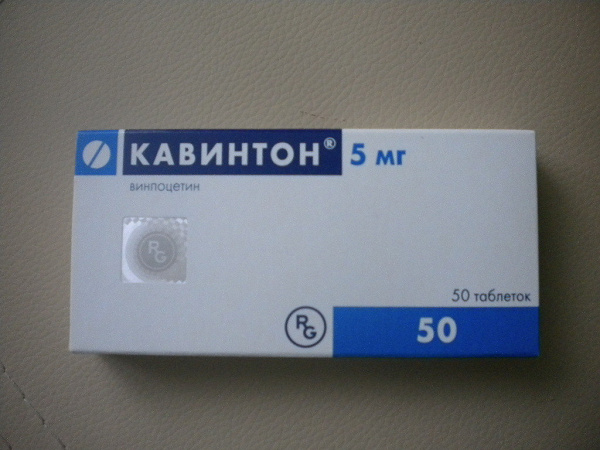 КАВИНТОН® 5 мг
винпоцетин
RG
50 таблеток
RG
50